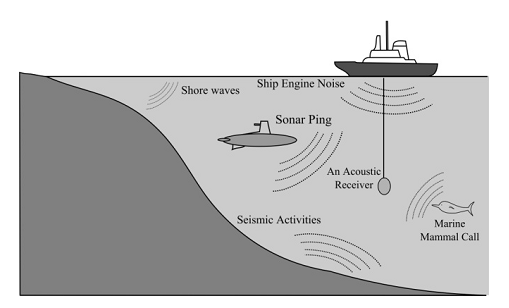 Ship Engine Noise
Shore waves
Sonar Ping
An Acoustic
Receiver
Seismic Activities
Marine
Mammal Call